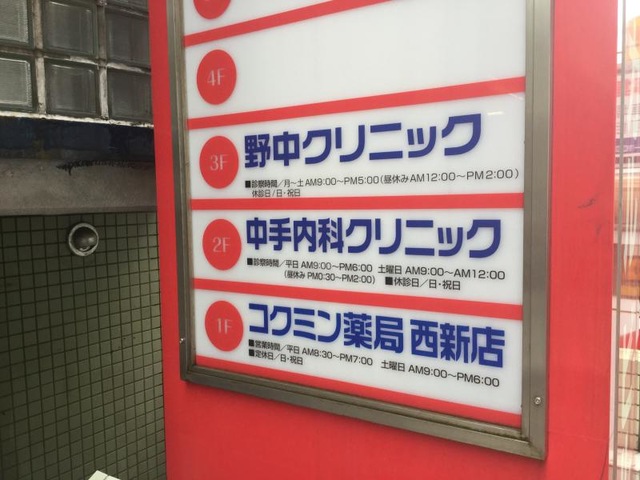 4F
3F
野中クリニック
■診察時間/月〜土 AM9:00〜PM5:00(昼休み AM12:00〜PM2:00)
休診日/日・祝日
2F
中手内科クリニック
■診察時間/平日 AM9:00〜PM6:00 土曜日 AM9:00〜AM12:00
(昼休み PM0:30〜PM2:00) ■休診日/日・祝日
1F
コクミン薬局 西新店
■営業時間/平日 AM8:30〜PM7:00 土曜日 AM9:00〜PM6:00
■定休日/日・祝日